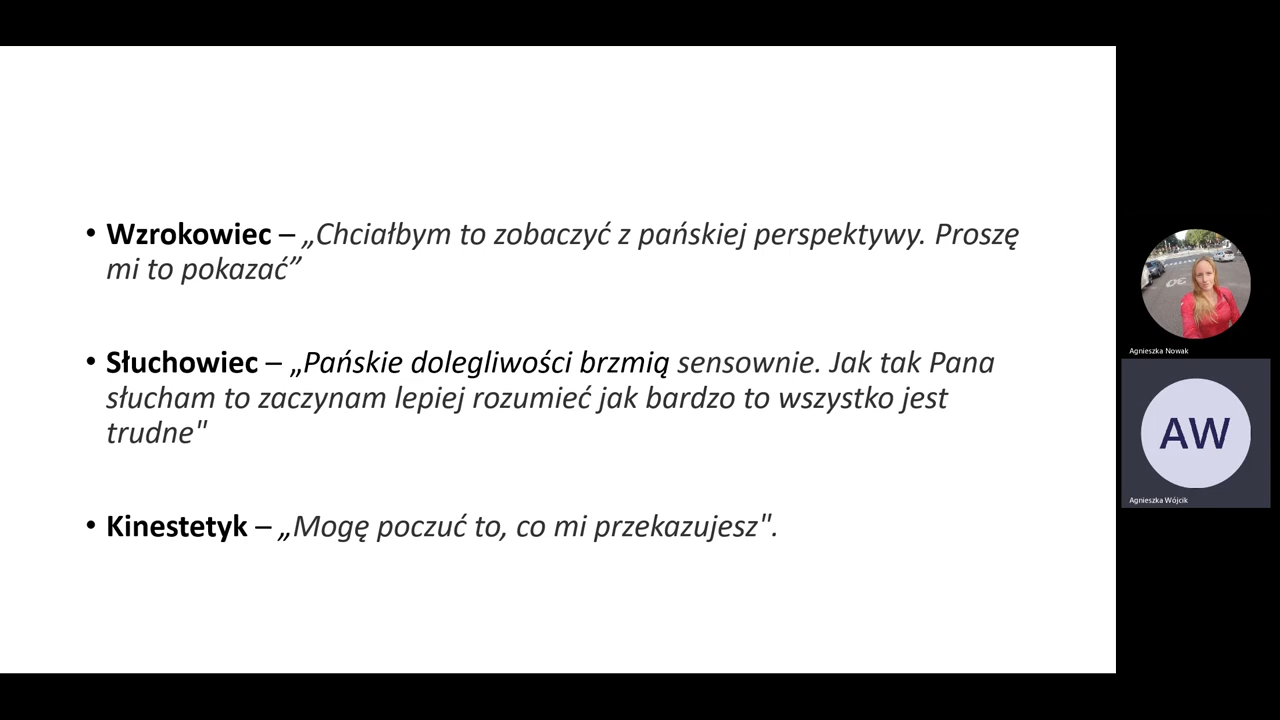 • Wzrokowiec – „Chciałbym to zobaczyć z pańskiej perspektywy. Proszę
mi to pokazać”
• Słuchowiec – „Pańskie dolegliwości brzmią sensownie. Jak tak Pana
słucham to zaczynam lepiej rozumieć jak bardzo to wszystko jest
trudne"
• Kinestetyk – „Mogę poczuć to, co mi przekazujesz".
Agnieszka Nowak
AW
Agnieszka Wójcik